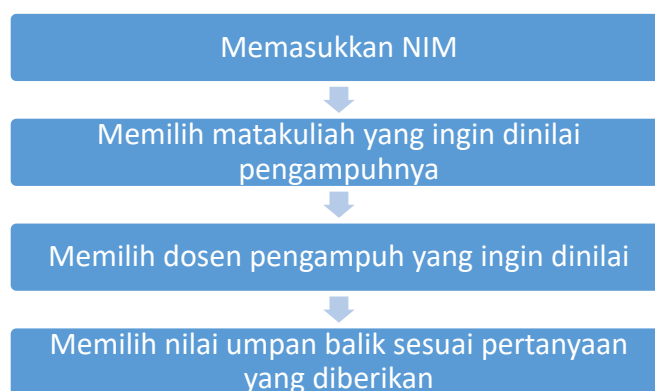 Memasukkan NIM
Memilih matakuliah yang ingin dinilai
pengampuhnya
Memilih dosen pengampuh yang ingin dinilai
Memilih nilai umpan balik sesuai pertanyaan
yang diberikan